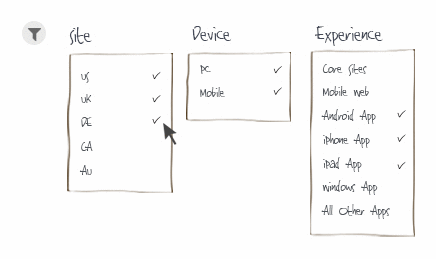 Site
US
UK
DE
CA
AU
Device
PC
Mobile
Experience
Core Sites
Mobile Web
Android App
iPhone App
iPad App
Windows App
All Other Apps